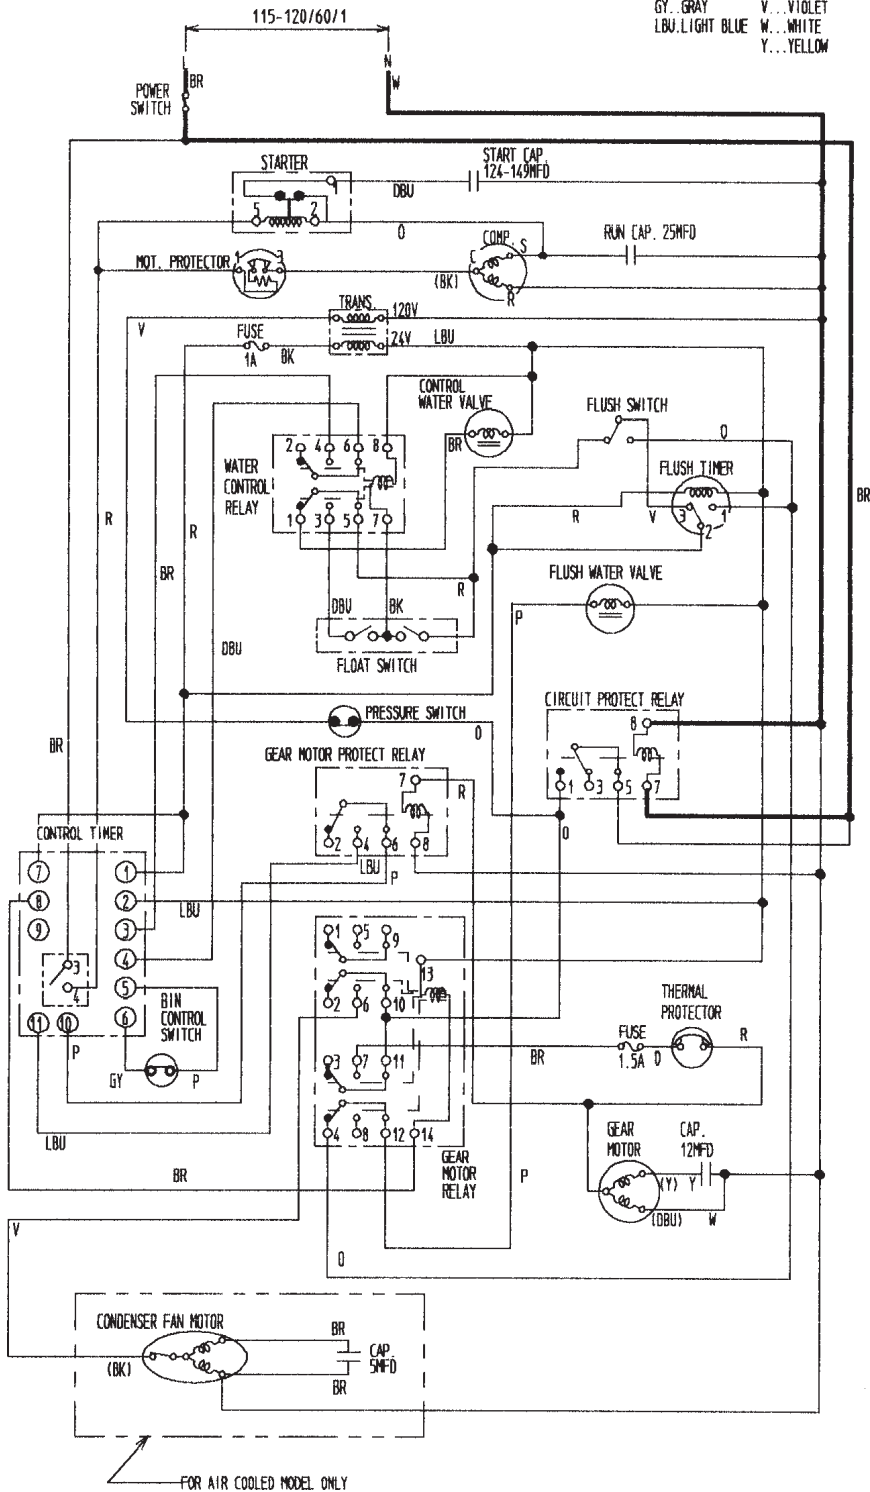 115-120/60/1
GY..GRAY V...VIOLET
LBU.LIGHT BLUE W...WHITE
Y...YELLOW
L N
BR W
POWER
SWITCH
STARTER
START CAP.
124-149MFD
DBU
5 2
O
COMP. S
RUN CAP. 25MFD
MOT. PROTECTOR
1 3
C
(BK)
R
TRANS.
120V
V
FUSE
1A
BK
24V
LBU
CONTROL
WATER VALVE
FLUSH SWITCH
BR
O
2 4 6 8
WATER
CONTROL
RELAY
FLUSH TIMER
BR
R
R
R
V
3 1
2
1 3 5 7
BR
FLUSH WATER VALVE
R
DBU
BK
P
DBU
FLOAT SWITCH
CIRCUIT PROTECT RELAY
8
PRESSURE SWITCH
O
BR
GEAR MOTOR PROTECT RELAY
7
R
1 3 5 7
CONTROL TIMER
O
2 4 6 8
LBU
P
7 1
8 2
LBU
9 3
4
1 5 9
13
3
4
5
BIN
CONTROL
SWITCH
2 6 10
THERMAL
PROTECTOR
11 10 6
FUSE
1.5A
O
R
P
3 7 11
BR
GY
P
LBU
4 8 12 14
GEAR
MOTOR
CAP.
12MFD
GEAR
MOTOR
RELAY
BR
P
(Y) Y
(DBU) W
V
O
CONDENSER FAN MOTOR
BR
CAP.
5MFD
(BK)
BR
FOR AIR COOLED MODEL ONLY